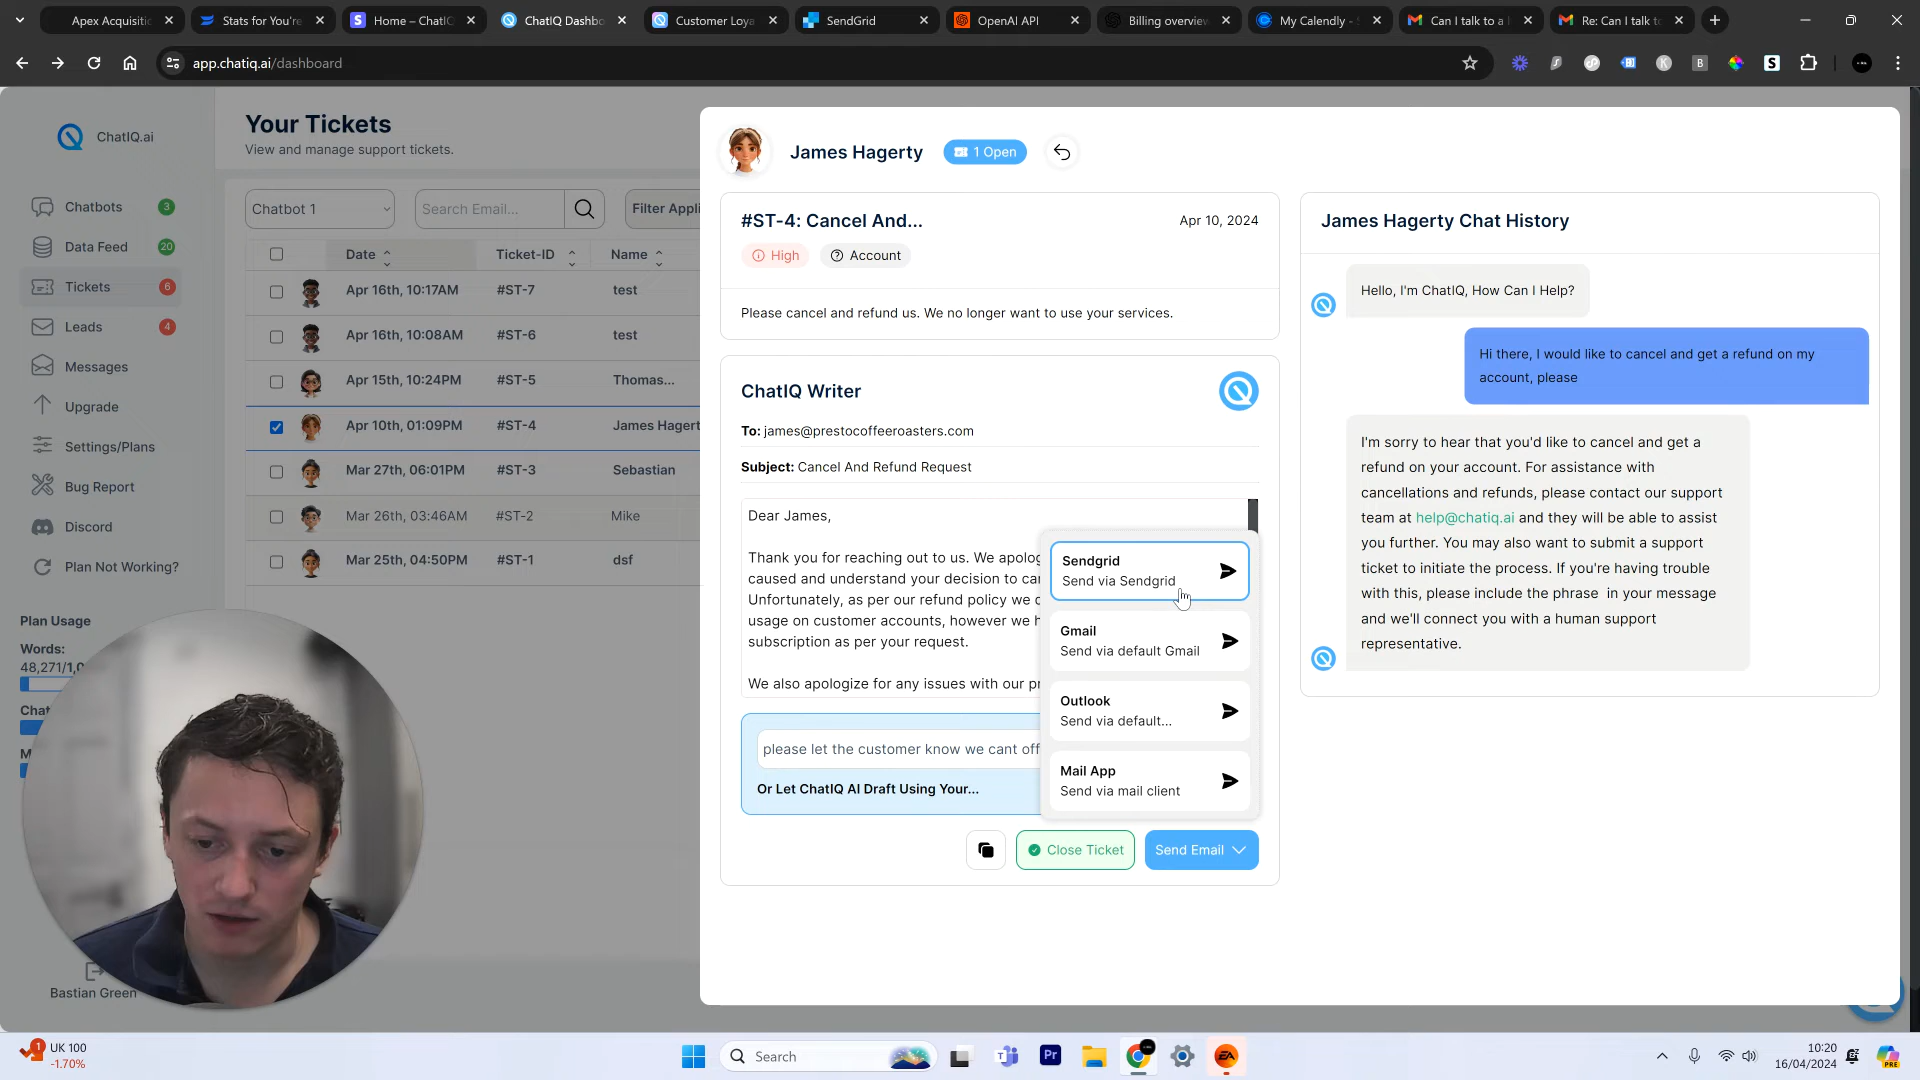 Apex Acquisiti
Stats for You're
Home – ChatIQ
ChatIQ Dashbo
Customer Loya
SendGrid
OpenAI API
Billing overview
My Calendly -
Can I talk to a
Re: Can I talk to
app.chatiq.ai/dashboard
ChatIQ.ai
Chatbots 3
Data Feed 20
Tickets 6
Leads 4
Messages
Upgrade
Settings/Plans
Bug Report
Discord
Plan Not Working?
Plan Usage
Words:
48,271/1,0
Chat
M
Bastian Green
Your Tickets
View and manage support tickets.
Chatbot 1
Search Email...
Filter Appli
Date
Ticket-ID
Name
Apr 16th, 10:17AM #ST-7 test
Apr 16th, 10:08AM #ST-6 test
Apr 15th, 10:24PM #ST-5 Thomas...
Apr 10th, 01:09PM #ST-4 James Hagert
Mar 27th, 06:01PM #ST-3 Sebastian
Mar 26th, 03:46AM #ST-2 Mike
Mar 25th, 04:50PM #ST-1 dsf
James Hagerty
1 Open
#ST-4: Cancel And...
Apr 10, 2024
High
Account
Please cancel and refund us. We no longer want to use your services.
ChatIQ Writer
To: james@prestocoffeeroasters.com
Subject: Cancel And Refund Request
Dear James,
Thank you for reaching out to us. We apolog
caused and understand your decision to can
Unfortunately, as per our refund policy we d
usage on customer accounts, however we h
subscription as per your request.
We also apologize for any issues with our pr
please let the customer know we cant off
Or Let ChatIQ AI Draft Using Your...
Sendgrid
Send via Sendgrid
Gmail
Send via default Gmail
Outlook
Send via default...
Mail App
Send via mail client
Close Ticket
Send Email
James Hagerty Chat History
Hello, I'm ChatIQ, How Can I Help?
Hi there, I would like to cancel and get a refund on my
account, please
I'm sorry to hear that you'd like to cancel and get a
refund on your account. For assistance with
cancellations and refunds, please contact our support
team at help@chatiq.ai and they will be able to assist
you further. You may also want to submit a support
ticket to initiate the process. If you're having trouble
with this, please include the phrase in your message
and we'll connect you with a human support
representative.
1
UK 100
-1.70%
Search
Pr
EA
10:20
16/04/2024
PRE